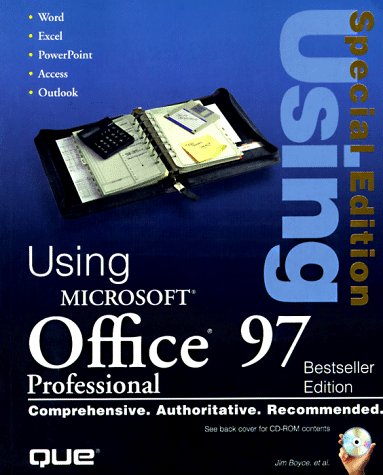 • Word
• Excel
• PowerPoint
• Access
• Outlook
Special Edition
Using
Using
MICROSOFT®
Office® 97
Professional
Bestseller
Edition
Comprehensive. Authoritative. Recommended.
See back cover for CD-ROM contents
que®
Jim Boyce, et al.